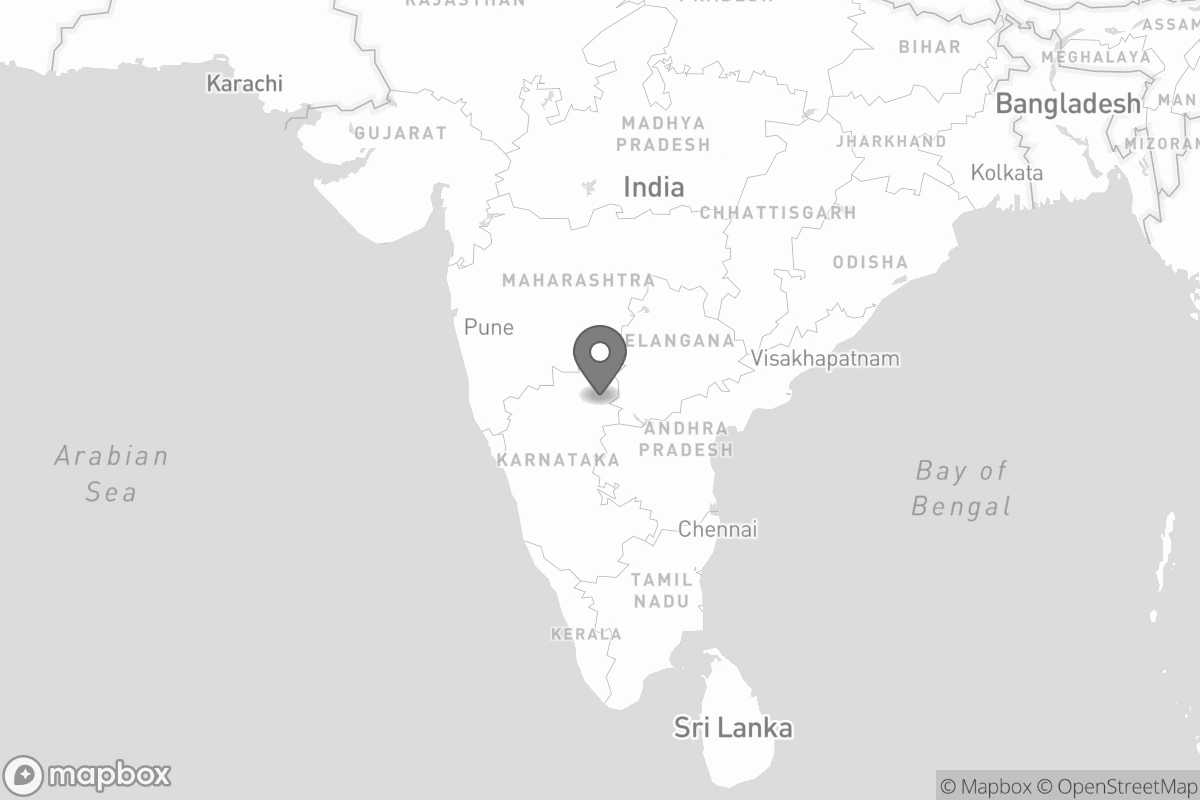 RAJASTHAN
PRADESH
ASSAM
BIHAR
MEGHALAYA
Karachi
Bangladesh
MAN
GUJARAT
MADHYA
PRADESH
JHARKHAND
MIZORAM
Kolkata
India
CHHATTISGARH
ODISHA
MAHARASHTRA
Pune
ELANGANA
Visakhapatnam
ANDHRA
PRADESH
Arabian
Sea
KARNATAKA
Bay of
Bengal
Chennai
TAMIL
NADU
KERALA
Sri Lanka
mapbox
© Mapbox © OpenStreetMap